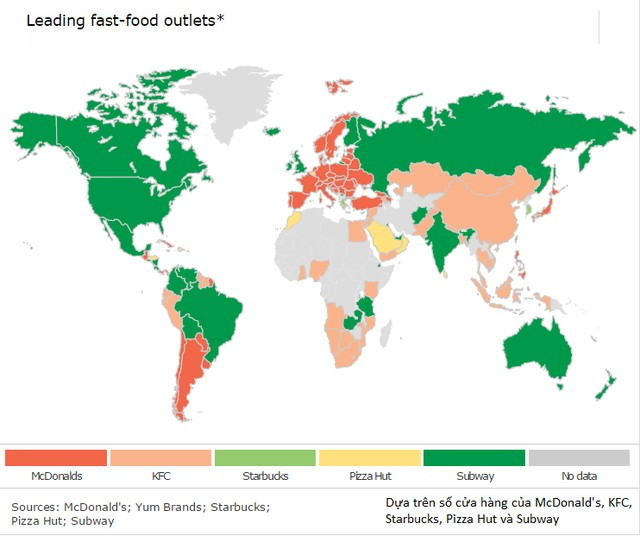 Leading fast-food outlets*
McDonalds
KFC
Starbucks
Pizza Hut
Subway
No data
Sources: McDonald's; Yum Brands; Starbucks;
Pizza Hut; Subway
Dựa trên số cửa hàng của McDonald's, KFC,
Starbucks, Pizza Hut và Subway